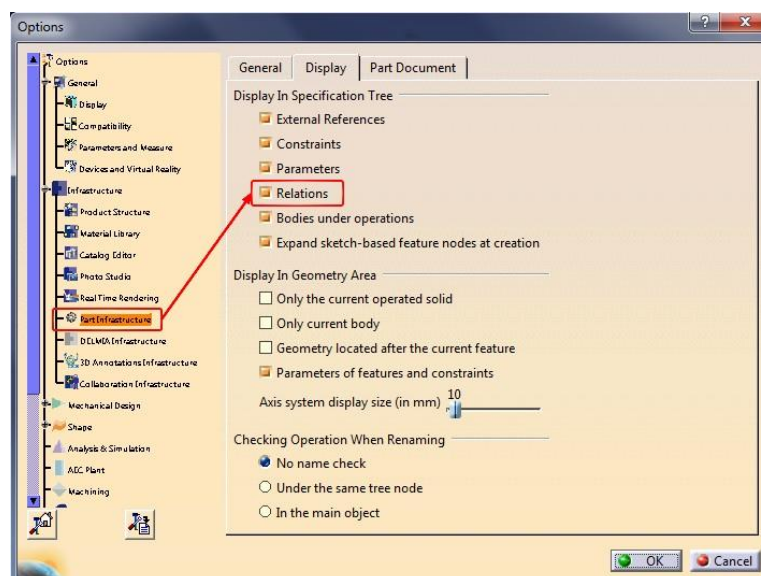 Options
Options
General
Display
Compatibility
Parameters and Measure
Devices and Virtual Reality
Infrastructure
Product Structure
Material Library
Catalog Editor
Photo Studio
Real Time Rendering
Part Infrastructure
DELMIA Infrastructure
3D Annotations Infrastructure
Collaboration Infrastructure
Mechanical Design
Shape
Analysis & Simulation
AEC Plant
Machining
General Display Part Document
Display In Specification Tree
External References
Constraints
Parameters
Relations
Bodies under operations
Expand sketch-based feature nodes at creation
Display In Geometry Area
Only the current operated solid
Only current body
Geometry located after the current feature
Parameters of features and constraints
Axis system display size (in mm) 10
Checking Operation When Renaming
No name check
Under the same tree node
In the main object
OK Cancel